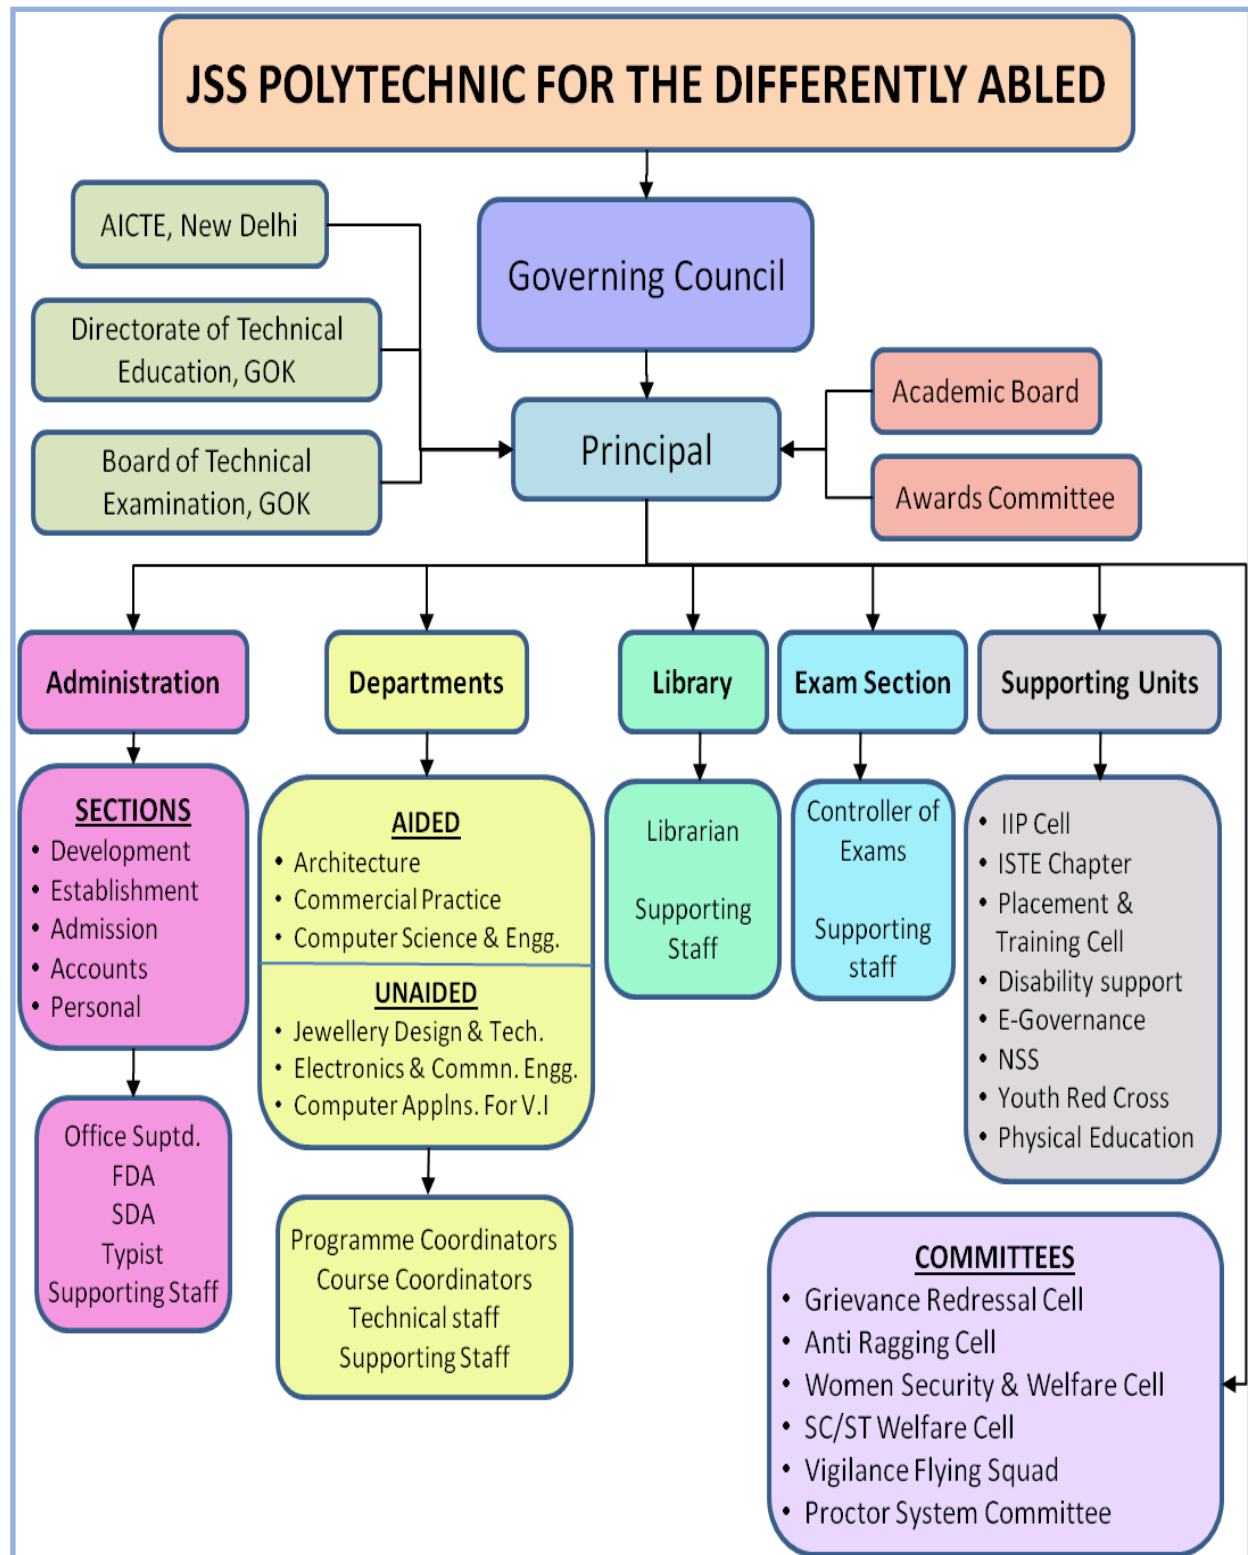 JSS POLYTECHNIC FOR THE DIFFERENTLY ABLED
AICTE, New Delhi
Governing Council
Directorate of Technical
Education, GOK
Academic Board
Principal
Board of Technical
Examination, GOK
Awards Committee
Administration
Departments
Library
Exam Section
Supporting Units
SECTIONS
• Development
• Establishment
• Admission
• Accounts
• Personal
Office Suptd.
FDA
SDA
Typist
Supporting Staff
AIDED
• Architecture
• Commercial Practice
• Computer Science & Engg.
UNAIDED
• Jewellery Design & Tech.
• Electronics & Commn. Engg.
• Computer Applns. For V.I
Programme Coordinators
Course Coordinators
Technical staff
Supporting Staff
Librarian
Supporting
Staff
Controller of
Exams
Supporting
staff
• IIP Cell
• ISTE Chapter
• Placement &
Training Cell
• Disability support
• E-Governance
• NSS
• Youth Red Cross
• Physical Education
COMMITTEES
• Grievance Redressal Cell
• Anti Ragging Cell
• Women Security & Welfare Cell
• SC/ST Welfare Cell
• Vigilance Flying Squad
• Proctor System Committee